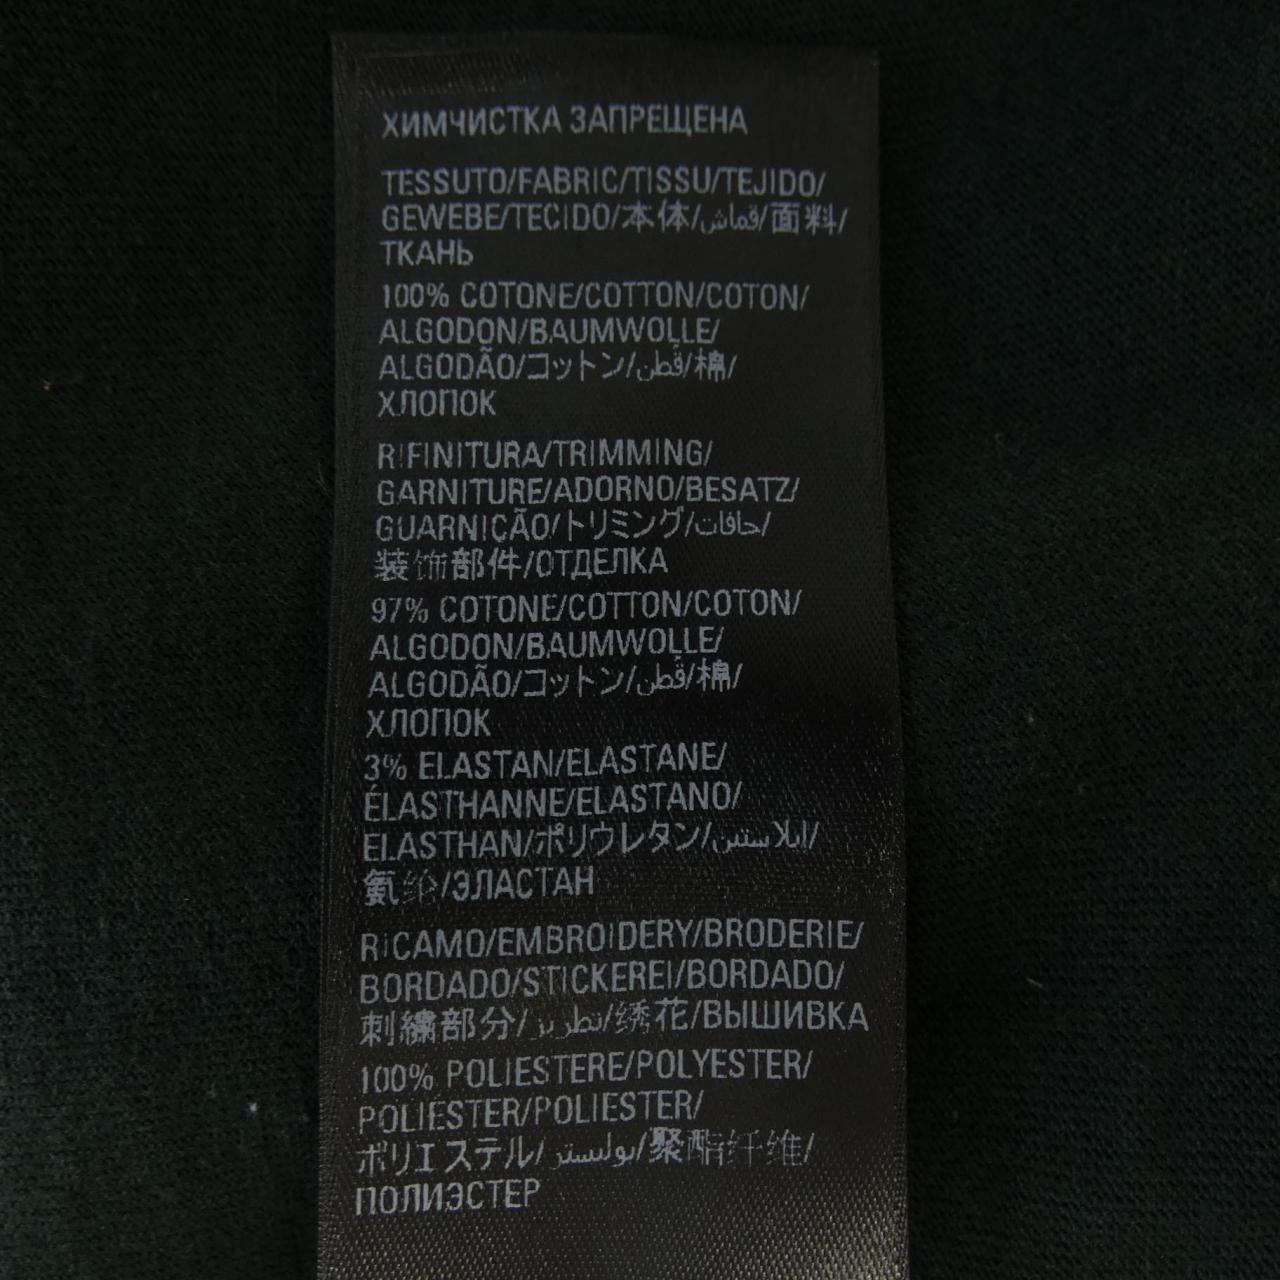 ХИМЧИСТКА ЗАПРЕЩЕНА
TESSUTO/FABRIC/TISSU/TEJIDO/
GEWEBE/TECIDO/本体/قماش/面料/
ТКАНЬ
100% COTONE/COTTON/COTON/
ALGODON/BAUMWOLLE/
ALGODÃO/コットン/قطن/棉/
ХЛОПОК
RIFINITURA/TRIMMING/
GARNITURE/ADORNO/BESATZ/
GUARNICÃO/トリミング/حافات/
装饰部件/ОТДЕЛКА
97% COTONE/COTTON/COTON/
ALGODON/BAUMWOLLE/
ALGODÃO/コットン/قطن/棉/
ХЛОПОК
3% ELASTAN/ELASTANE/
ÉLASTHANNE/ELASTANO/
ELASTHAN/ポリウレタン/ايلاستين/
氨纶/ЭЛАСТАН
RICAMO/EMBROIDERY/BRODERIE/
BORDADO/STICKEREI/BORDADO/
刺繍部分/تطريز/绣花/ВЫШИВКА
100% POLIESTERE/POLYESTER/
POLIESTER/POLIESTER/
ポリエステル/بوليستر/聚酯纤维/
ПОЛИЭСТЕР